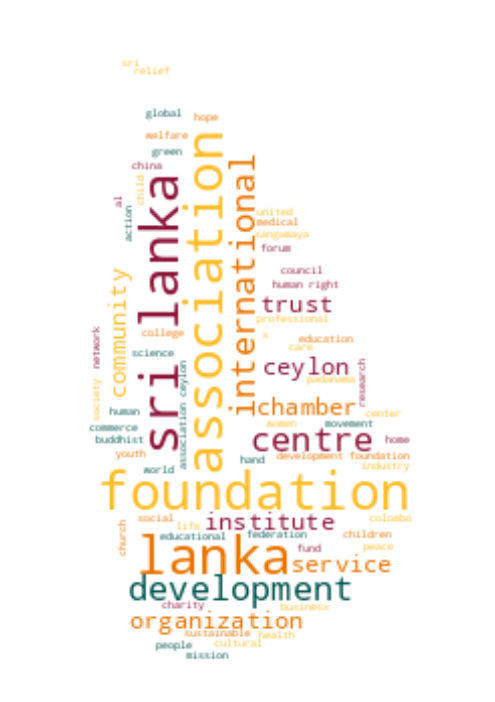 sri
relief
global
hope
welfare
green
china
child
al
action
sri lanka
association
international
united
medical
sangamaya
forum
council
human right
trust
professional
community
network
college
s
education
care
science
ceylon
research
padanama
association ceylon
society
human
chamber
center
commerce
women
movement
buddhist
centre
home
youth
hand
development foundation
world
industry
foundation
social
institute
colombo
life
church
educational
federation
children
lanka
fund
peace
service
development
charity
business
organization
sustainable
health
people
cultural
mission